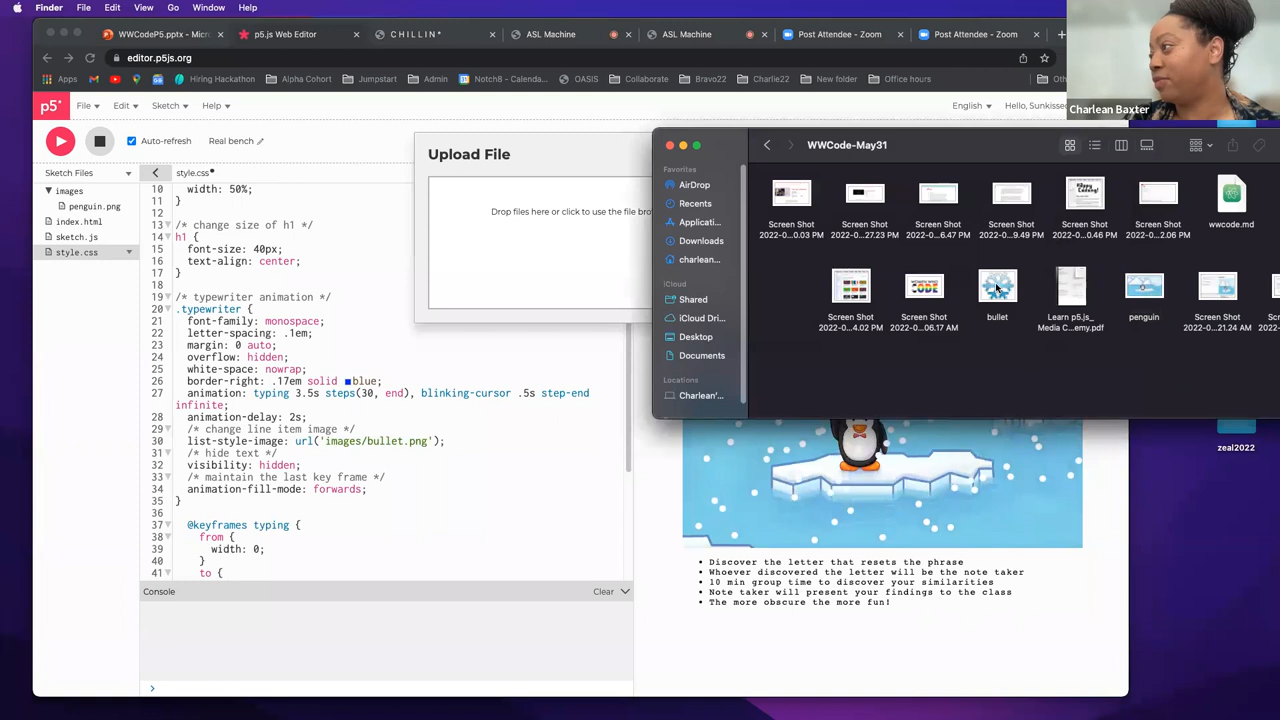 Finder File Edit View Go Window Help
WWCodeP5.pptx - Micro
p5.js Web Editor
C H I L L I N *
ASL Machine
ASL Machine
Post Attendee - Zoom
Post Attendee - Zoom
editor.p5js.org
Apps
Hiring Hackathon
Alpha Cohort
Jumpstart
Admin
Notch8 - Calenda...
OASIS
Collaborate
Bravo22
Charlie22
New folder
Office hours
Charlean Baxter
p5*
File
Edit
Sketch
Help
English
Hello, Sunkisse
Auto-refresh
Real bench
Sketch Files
images
penguin.png
index.html
sketch.js
style.css
style.css
10 width: 50%;
11 }
12
13 /* change size of h1 */
14 h1 {
15 font-size: 40px;
16 text-align: center;
17 }
18
19 /* typewriter animation */
20 .typewriter {
21 font-family: monospace;
22 letter-spacing: .1em;
23 margin: 0 auto;
24 overflow: hidden;
25 white-space: nowrap;
26 border-right: .17em solid blue;
27 animation: typing 3.5s steps(30, end), blinking-cursor .5s step-end
infinite;
28 animation-delay: 2s;
29 /* change line item image */
30 list-style-image: url('images/bullet.png');
31 /* hide text */
32 visibility: hidden;
33 /* maintain the last key frame */
34 animation-fill-mode: forwards;
35 }
36
37 @keyframes typing {
38 from {
39 width: 0;
40 }
41 to {
Console
Clear
Upload File
Drop files here or click to use the file bro
WWCode-May31
Favorites
AirDrop
Recents
Applicati...
Downloads
charlean...
iCloud
Shared
iCloud Dri...
Desktop
Documents
Locations
Charlean'...
Screen Shot
2022-0...0.03 PM
Screen Shot
2022-0...27.23 PM
Screen Shot
2022-0...6.47 PM
Screen Shot
2022-0...9.49 PM
Happy
Coding!
Screen Shot
2022-0...0.46 PM
Screen Shot
2022-0...2.06 PM
wwcode.md
Screen Shot
2022-0...4.02 PM
CODE
Screen Shot
2022-0...06.17 AM
bullet
Learn p5.js_
Media C...emy.pdf
penguin
Screen Shot
2022-0...21.24 AM
zeal2022
• Discover the letter that resets the phrase
• Whoever discovered the letter will be the note taker
• 10 min group time to discover your similarities
• Note taker will present your findings to the class
• The more obscure the more fun!